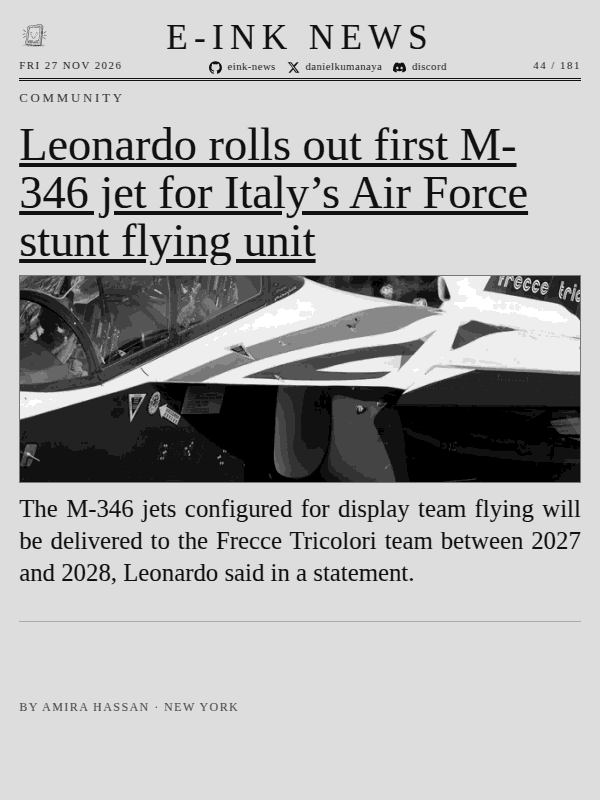 E-INK NEWS
FRI 27 NOV 2026
eink-news
danielkumanaya
discord
44 / 181
COMMUNITY
Leonardo rolls out first M-
346 jet for Italy’s Air Force
stunt flying unit
frecce tric
The M-346 jets configured for display team flying will
be delivered to the Frecce Tricolori team between 2027
and 2028, Leonardo said in a statement.
BY AMIRA HASSAN · NEW YORK